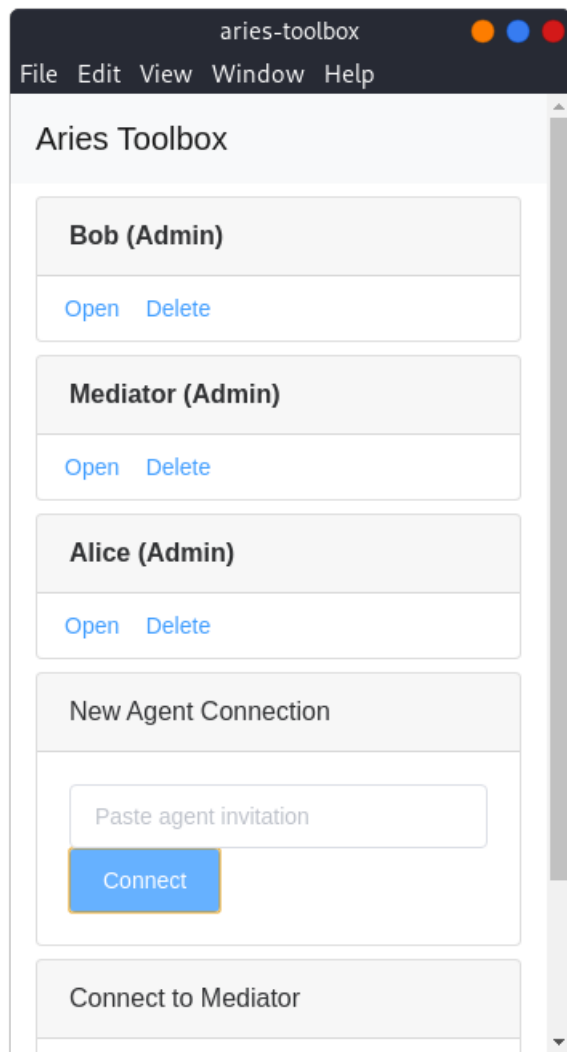 aries-toolbox
File Edit View Window Help
Aries Toolbox
Bob (Admin)
Open Delete
Mediator (Admin)
Open Delete
Alice (Admin)
Open Delete
New Agent Connection
Paste agent invitation
Connect
Connect to Mediator